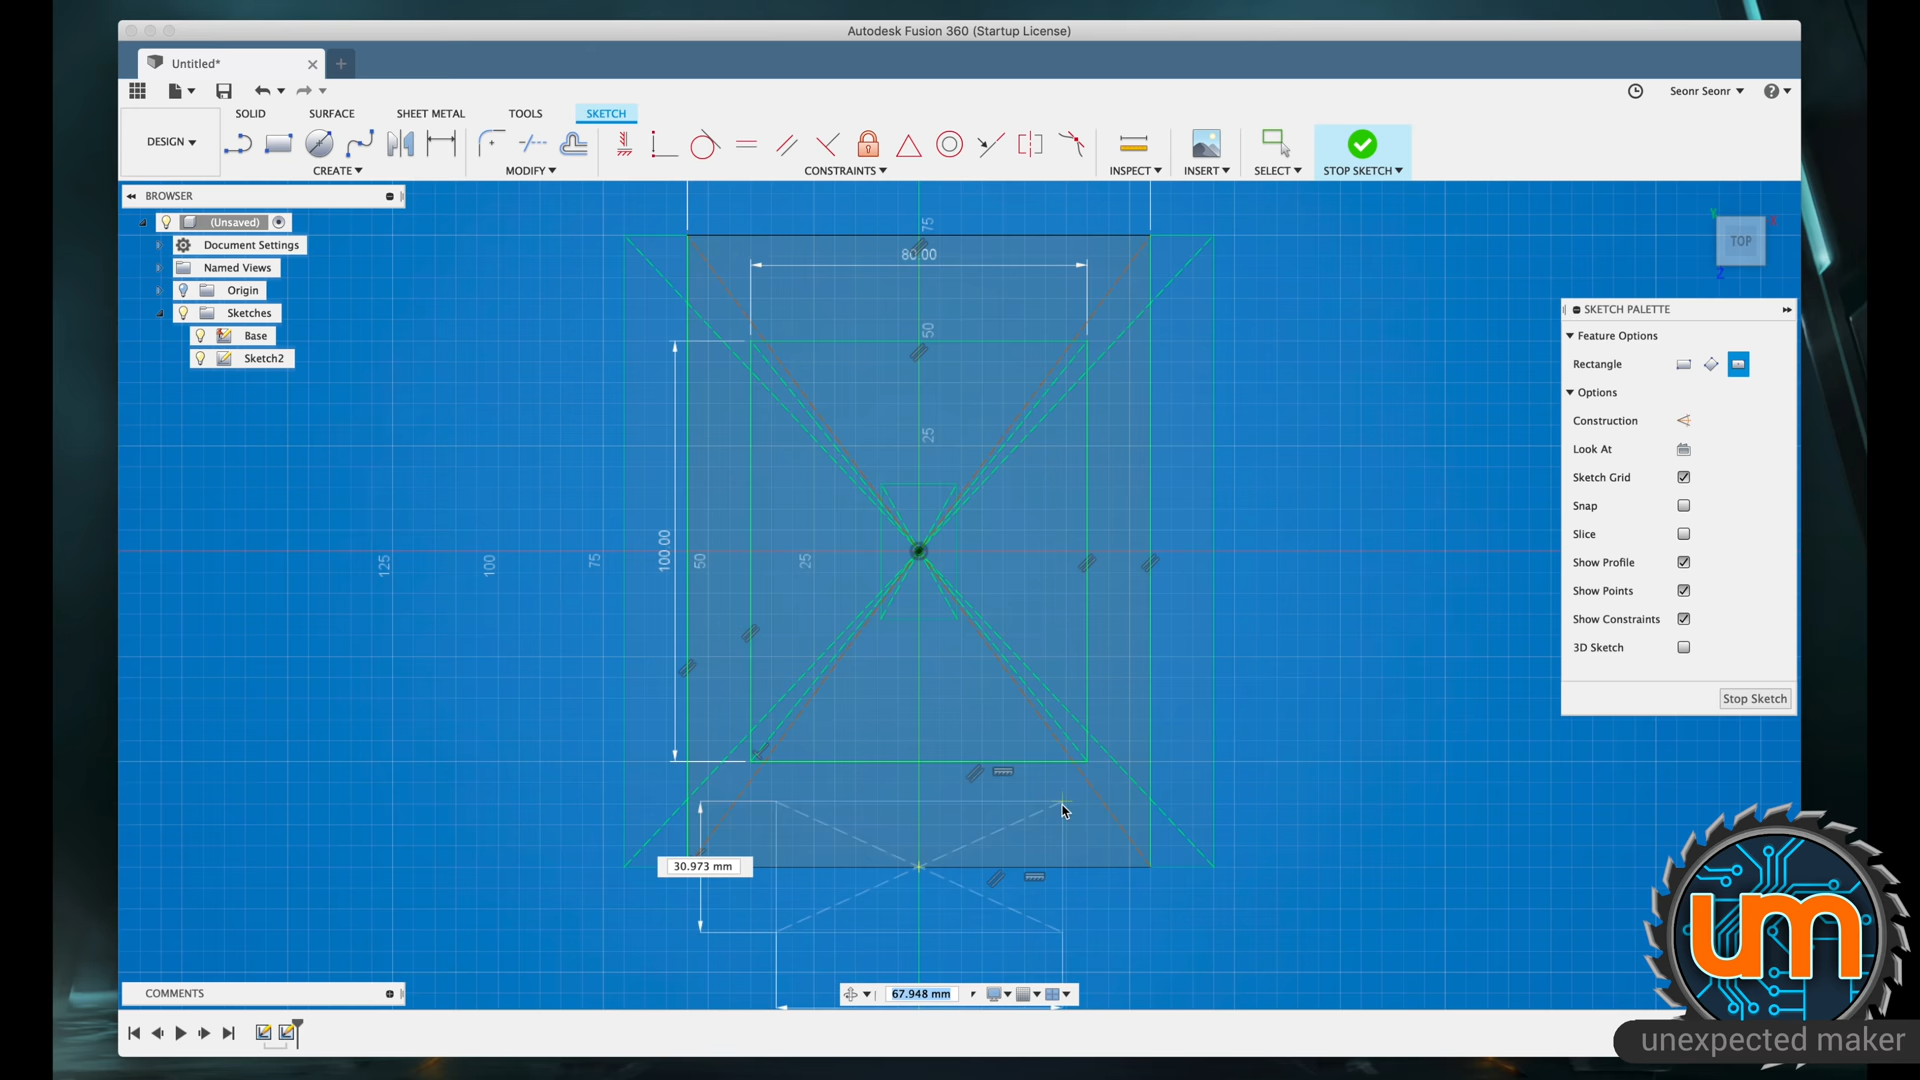 Autodesk Fusion 360 (Startup License)
Untitled*
Seonr Seonr
SOLID SURFACE SHEET METAL TOOLS SKETCH
DESIGN
CREATE MODIFY CONSTRAINTS INSPECT INSERT SELECT STOP SKETCH
BROWSER
(Unsaved)
Document Settings
Named Views
Origin
Sketches
Base
Sketch2
75
80.00
50
25
100.00
125 100 75 50 25
30.973 mm
67.948 mm
Y X
TOP
Z
SKETCH PALETTE
Feature Options
Rectangle
Options
Construction
Look At
Sketch Grid
Snap
Slice
Show Profile
Show Points
Show Constraints
3D Sketch
Stop Sketch
COMMENTS
um
unexpected maker